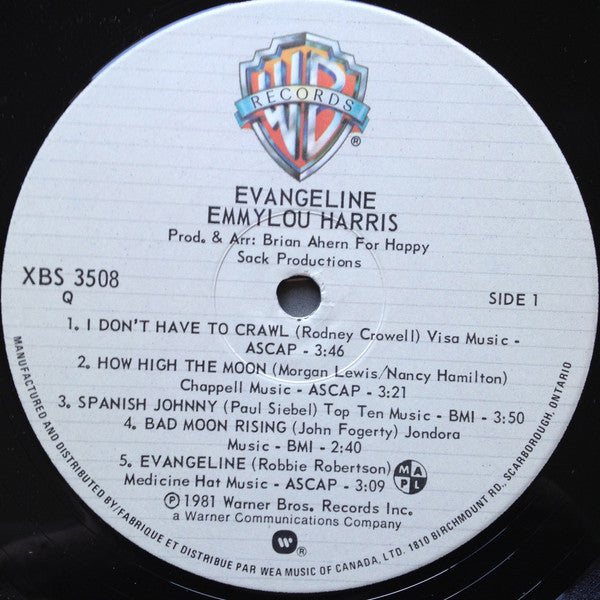 WB
RECORDS
®
EVANGELINE
EMMYLOU HARRIS
Prod. & Arr: Brian Ahern For Happy
Sack Productions
XBS 3508
Q
SIDE 1
1. I DON'T HAVE TO CRAWL (Rodney Crowell) Visa Music -
ASCAP - 3:46
2. HOW HIGH THE MOON (Morgan Lewis/Nancy Hamilton)
Chappell Music - ASCAP - 3:21
3. SPANISH JOHNNY (Paul Siebel) Top Ten Music - BMI - 3:50
4. BAD MOON RISING (John Fogerty) Jondora
Music - BMI - 2:40
5. EVANGELINE (Robbie Robertson)
Medicine Hat Music - ASCAP - 3:09
MAPL
℗ 1981 Warner Bros. Records Inc.
a Warner Communications Company
®
MANUFACTURED AND DISTRIBUTED BY/FABRIQUE ET DISTRIBUE PAR WEA MUSIC OF CANADA, LTD. 1810 BIRCHMOUNT RD., SCARBOROUGH, ONTARIO